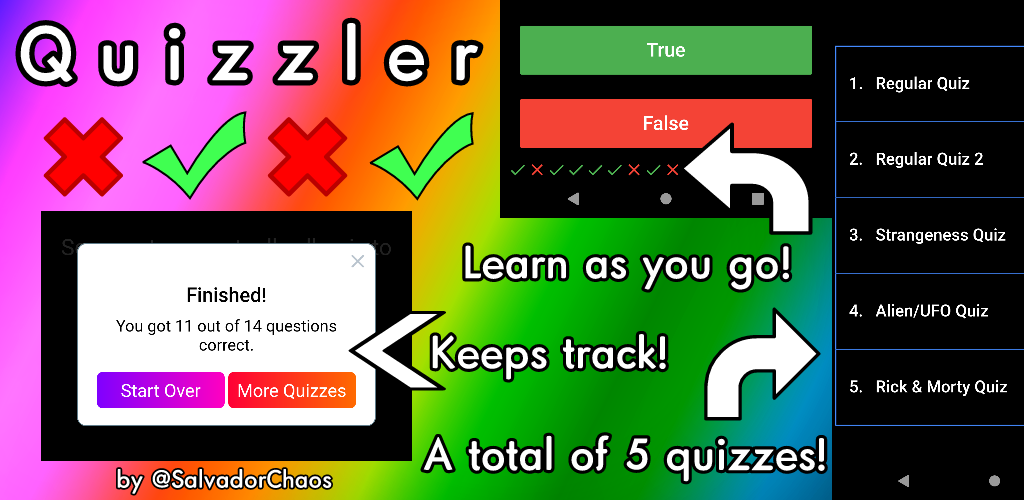 Quizzler
True
False
Learn as you go!
Finished!
You got 11 out of 14 questions
correct.
Start Over
More Quizzes
Keeps track!
A total of 5 quizzes!
by @SalvadorChaos
1. Regular Quiz
2. Regular Quiz 2
3. Strangeness Quiz
4. Alien/UFO Quiz
5. Rick & Morty Quiz